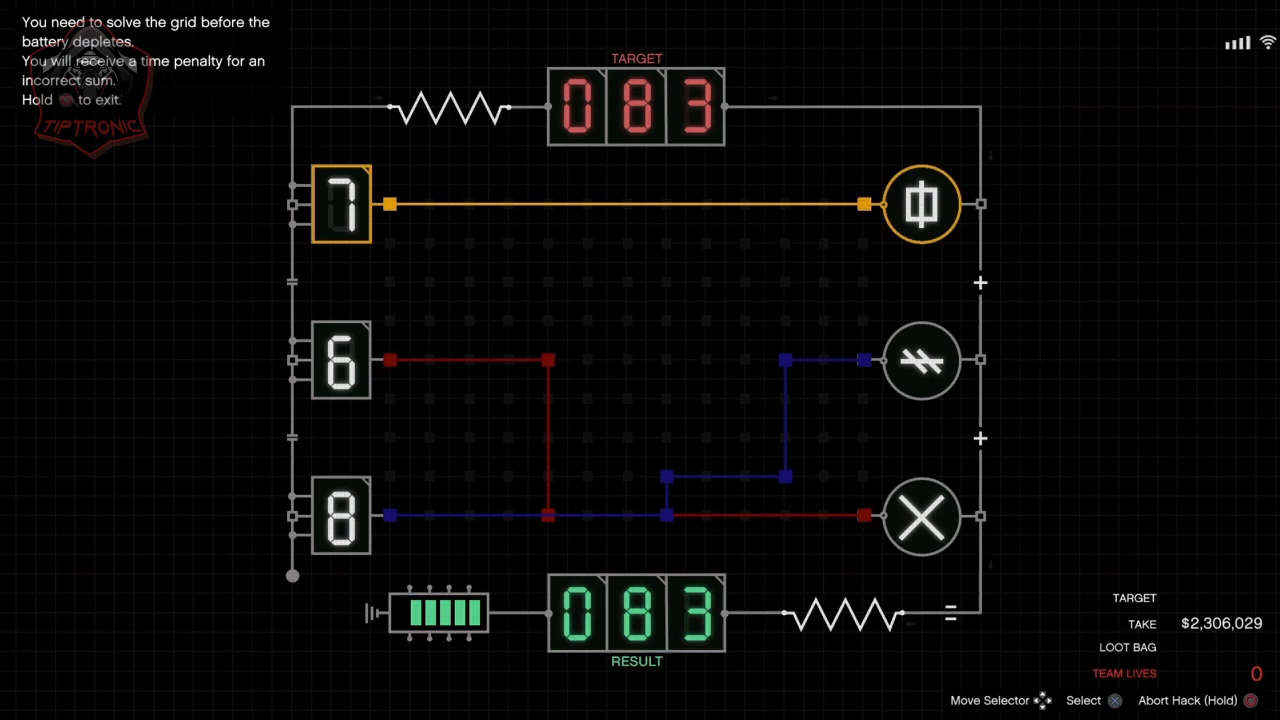 You need to solve the grid before the
battery depletes.
You will receive a time penalty for an
incorrect sum.
Hold to exit.
TIPTRONIC
TARGET
083
7
6
8
+
+
=
083
RESULT
TARGET
TAKE $2,306,029
LOOT BAG
TEAM LIVES 0
Move Selector Select Abort Hack (Hold)